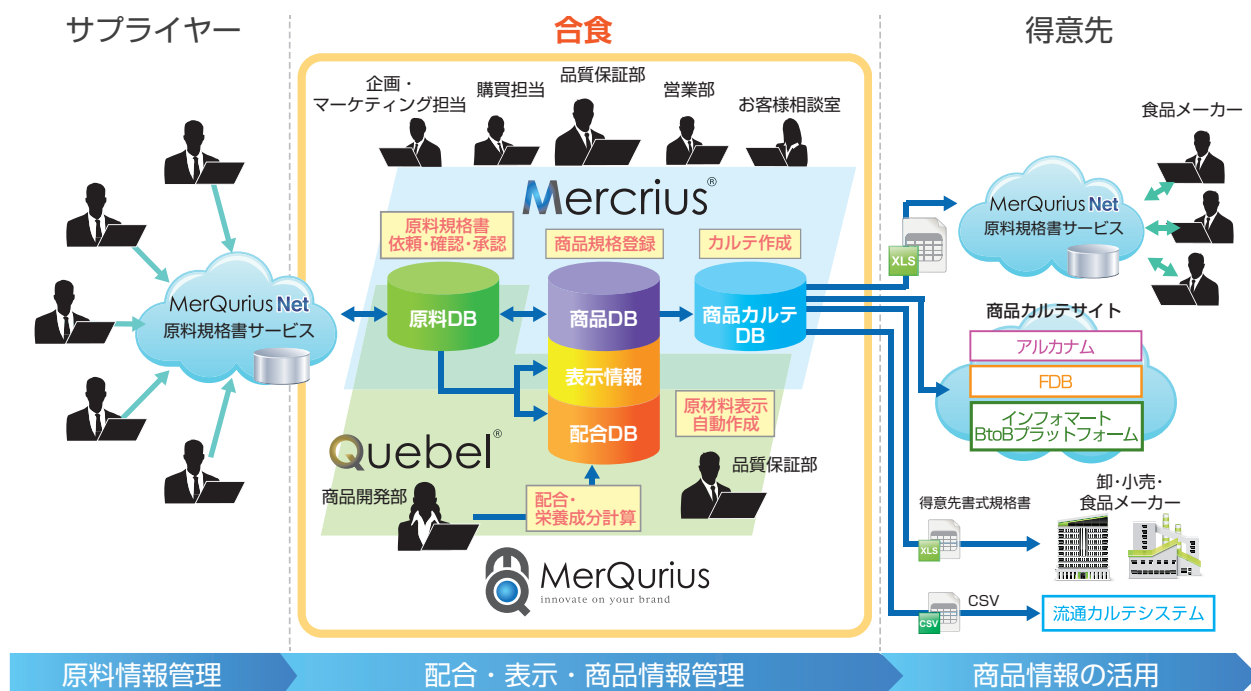 サプライヤー
合食
得意先
企画・
マーケティング担当
購買担当
品質保証部
営業部
お客様相談室
食品メーカー
Mercrius®
MerQurius Net
原料規格書サービス
原料規格書
依頼・確認・承認
商品規格登録
カルテ作成
XLS
MerQurius Net
原料規格書サービス
原料DB
商品DB
商品カルテ
DB
表示情報
配合DB
商品カルテサイト
アルカナム
FDB
インフォマート
BtoBプラットフォーム
原材料表示
自動作成
Quebel®
品質保証部
商品開発部
配合・
栄養成分計算
得意先書式規格書
XLS
卸・小売・
食品メーカー
MerQurius
innovate on your brand
CSV
CSV
流通カルテシステム
原料情報管理
配合・表示・商品情報管理
商品情報の活用